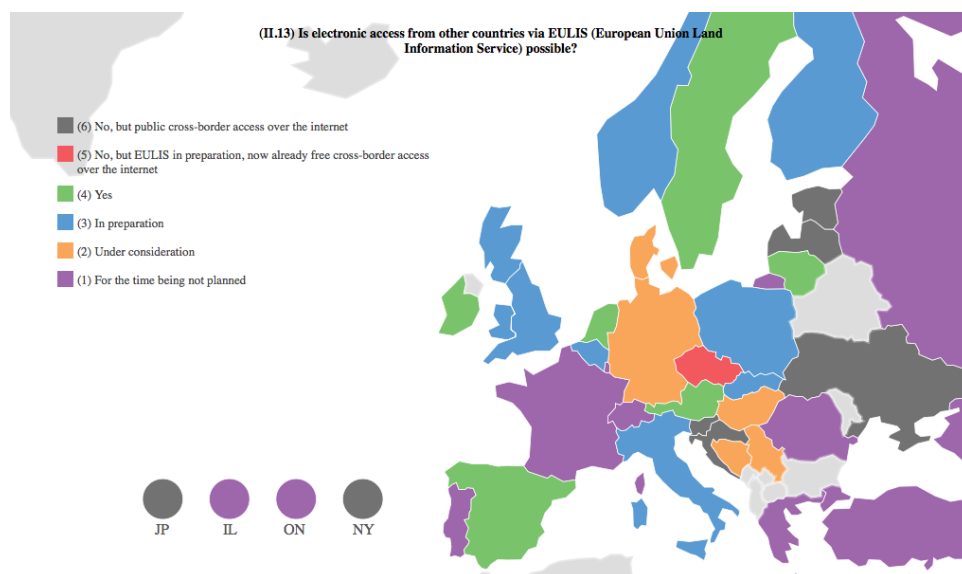 (II.13) Is electronic access from other countries via EULIS (European Union Land
Information Service) possible?
(6) No, but public cross-border access over the internet
(5) No, but EULIS in preparation, now already free cross-border access
over the internet
(4) Yes
(3) In preparation
(2) Under consideration
(1) For the time being not planned
JP IL ON NY